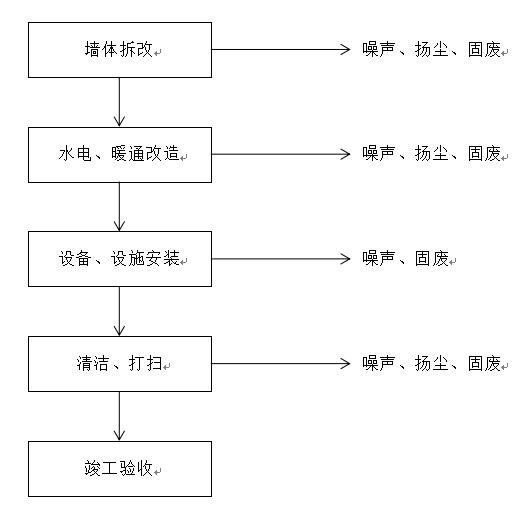 墙体拆改 噪声、扬尘、固废
水电、暖通改造 噪声、扬尘、固废
设备、设施安装 噪声、固废
清洁、打扫 噪声、扬尘、固废
竣工验收